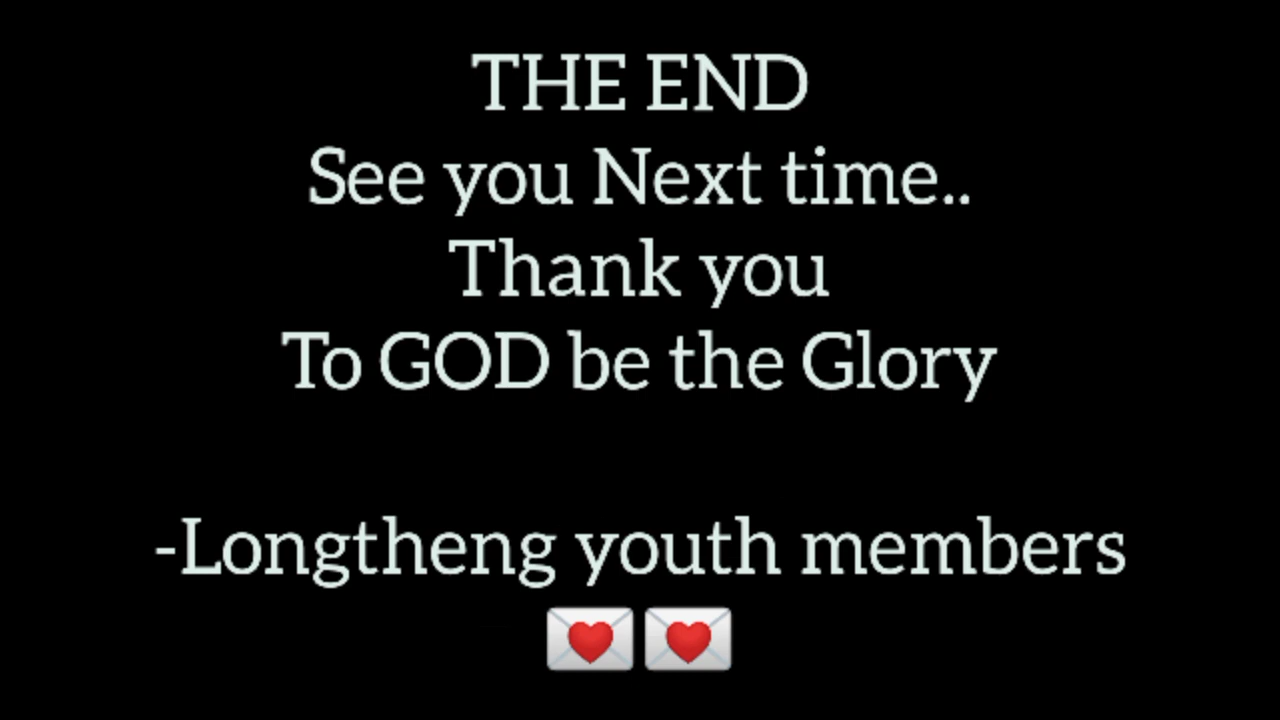 THE END
See you Next time..
Thank you
To GOD be the Glory
-Longtheng youth members
💌💌